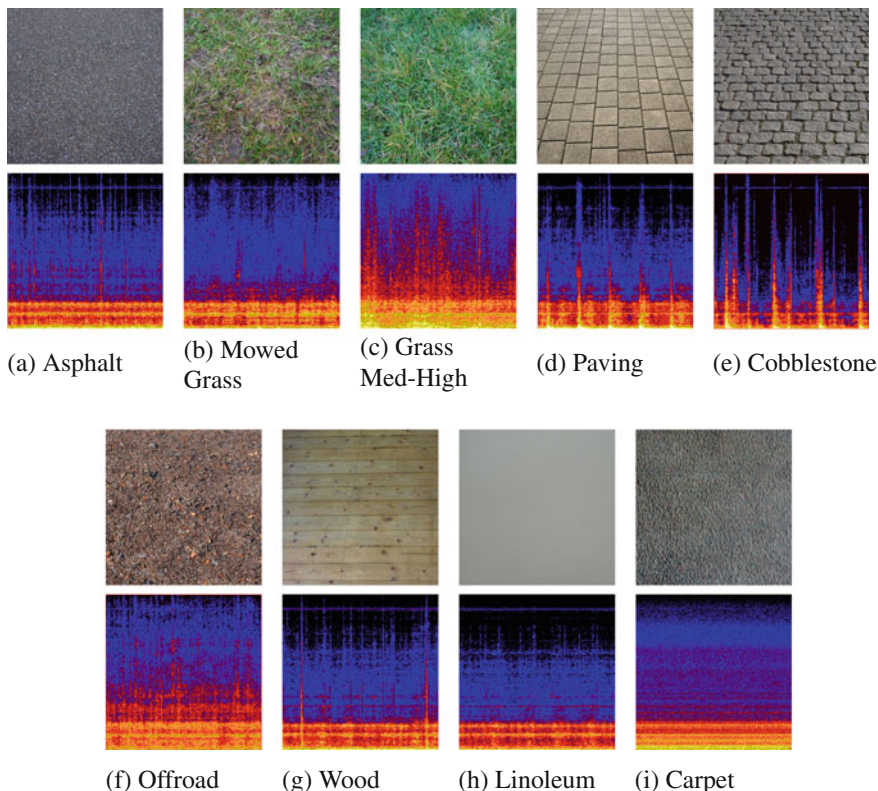 (a) Asphalt
(b) Mowed
Grass
(c) Grass
Med-High
(d) Paving
(e) Cobblestone
(f) Offroad
(g) Wood
(h) Linoleum
(i) Carpet